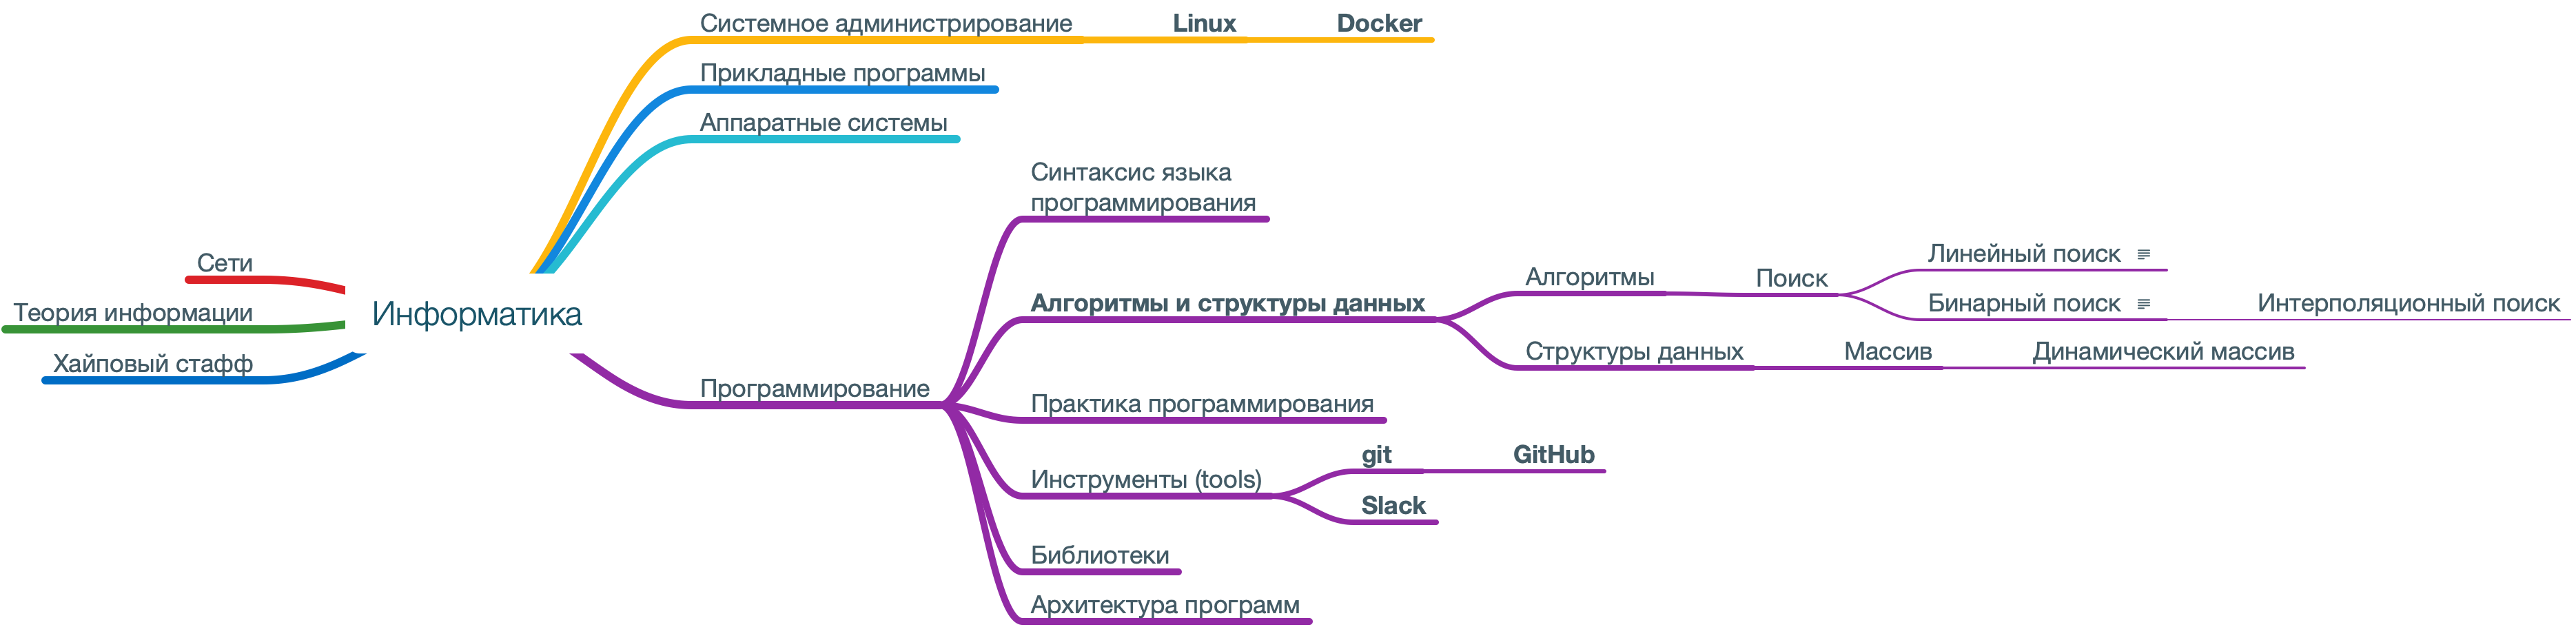 Системное администрирование
Linux
Docker
Прикладные программы
Аппаратные системы
Синтаксис языка
программирования
Сети
Теория информации
Хайповый стафф
Информатика
Алгоритмы и структуры данных
Алгоритмы
Поиск
Линейный поиск
Бинарный поиск
Интерполяционный поиск
Структуры данных
Массив
Динамический массив
Программирование
Практика программирования
Инструменты (tools)
git
GitHub
Slack
Библиотеки
Архитектура программ